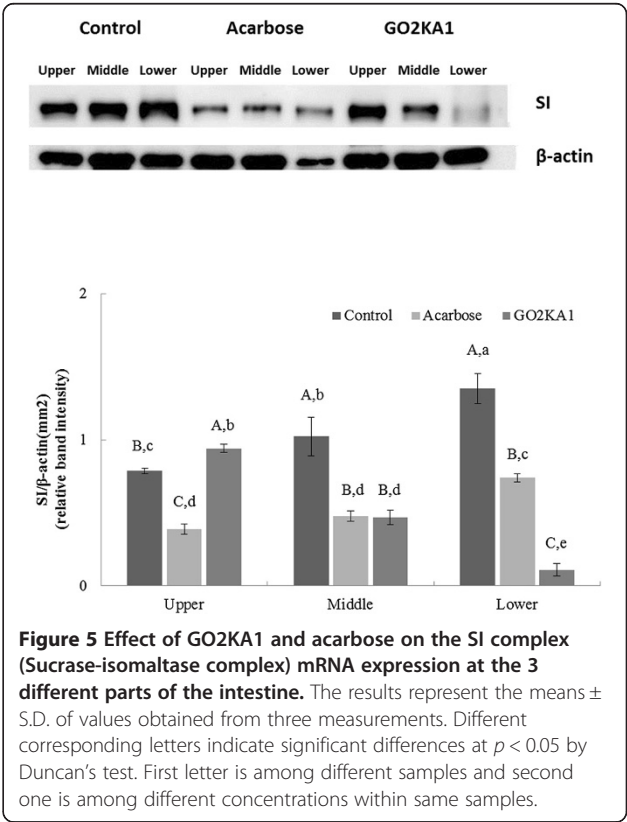 Control Acarbose GO2KA1
Upper Middle Lower Upper Middle Lower Upper Middle Lower
SI
β-actin
2
Control Acarbose GO2KA1
A,a
A,b
A,b
B,c
B,c
1
C,d
B,d B,d
C,e
0
SI/β-actin(mm2)
(relative band intensity)
Upper Middle Lower
Figure 5 Effect of GO2KA1 and acarbose on the SI complex
(Sucrase-isomaltase complex) mRNA expression at the 3
different parts of the intestine. The results represent the means ±
S.D. of values obtained from three measurements. Different
corresponding letters indicate significant differences at p < 0.05 by
Duncan's test. First letter is among different samples and second
one is among different concentrations within same samples.